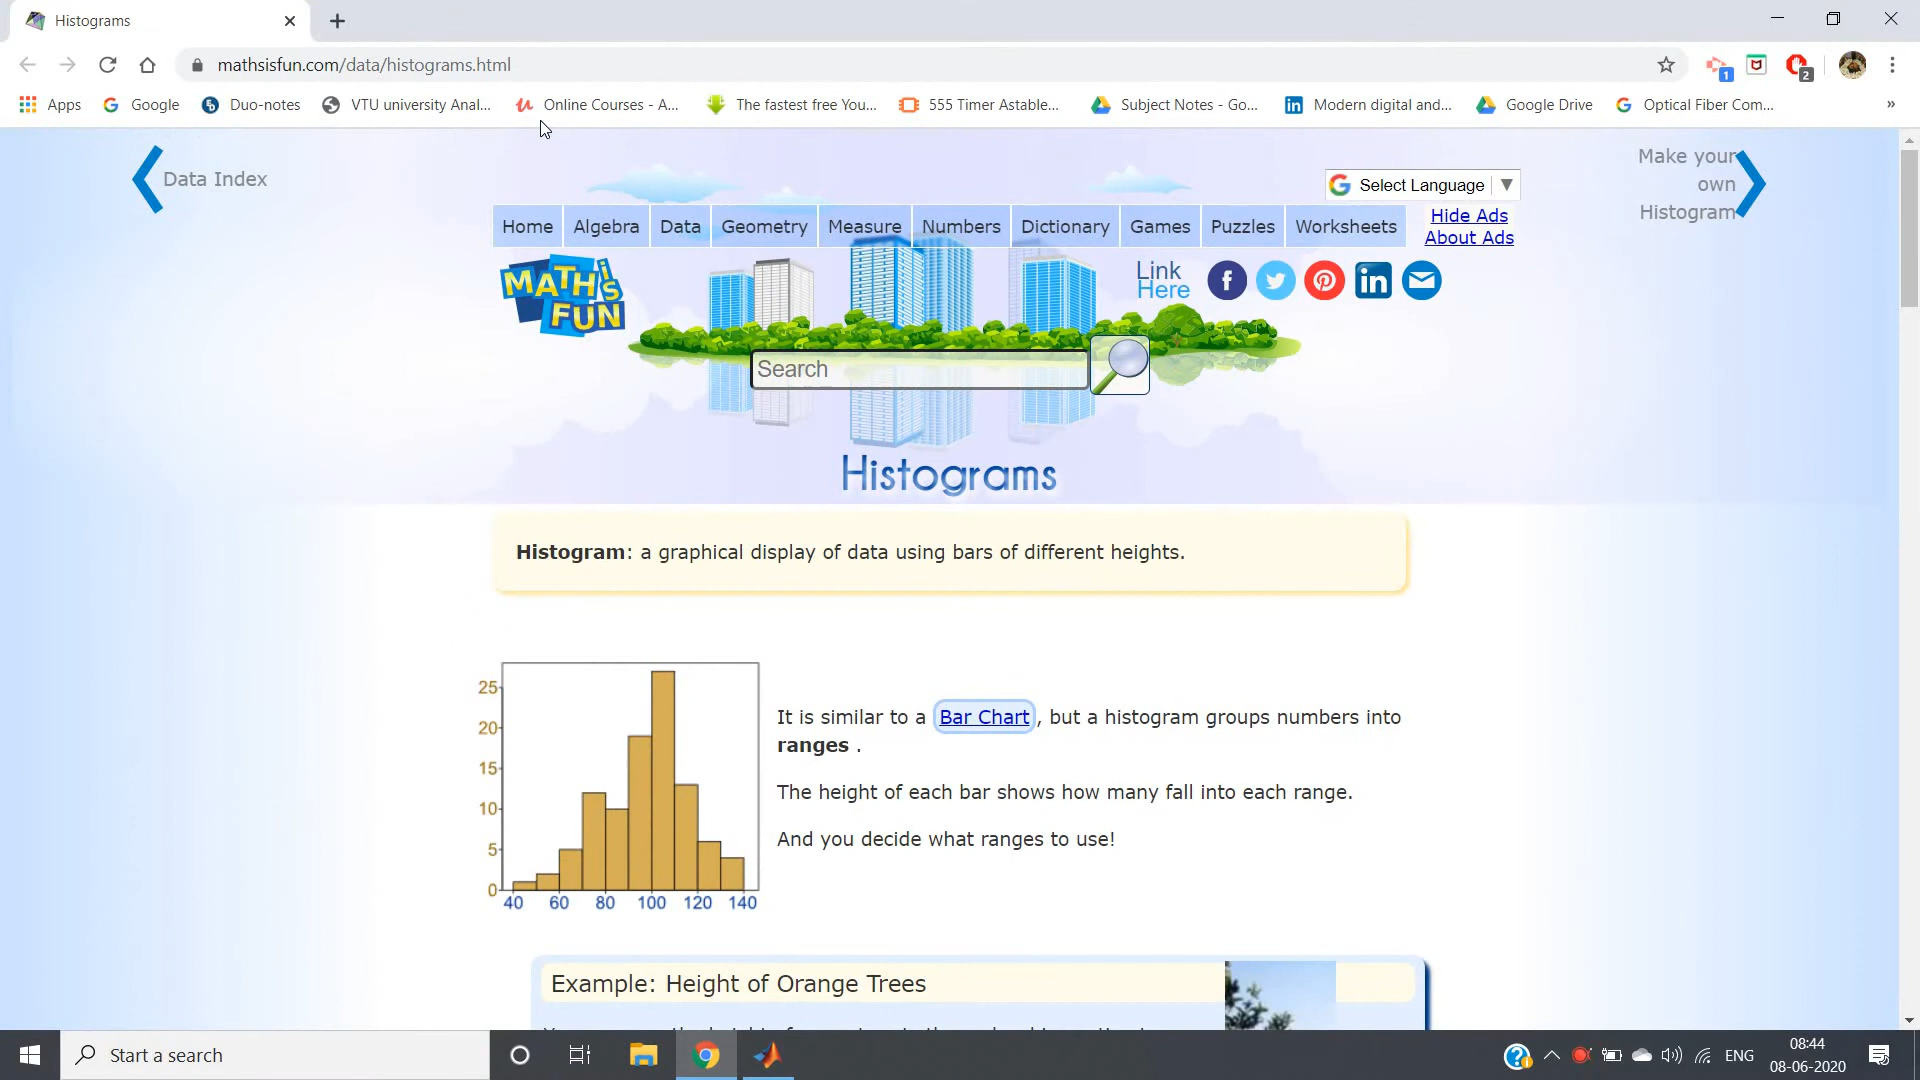 Histograms
mathsisfun.com/data/histograms.html
1
2
Apps
Google
Duo-notes
VTU university Anal...
Online Courses - A...
The fastest free You...
555 Timer Astable...
Subject Notes - Go...
Modern digital and...
Google Drive
Optical Fiber Com...
»
Data Index
Make your
own
Histogram
Select Language
Home
Algebra
Data
Geometry
Measure
Numbers
Dictionary
Games
Puzzles
Worksheets
Hide Ads
About Ads
MATH iS
FUN
Link
Here
Search
Histograms
Histogram: a graphical display of data using bars of different heights.
25
20
15
10
5
0
40 60 80 100 120 140
It is similar to a Bar Chart , but a histogram groups numbers into
ranges .
The height of each bar shows how many fall into each range.
And you decide what ranges to use!
Example: Height of Orange Trees
Start a search
ENG
08:44
08-06-2020